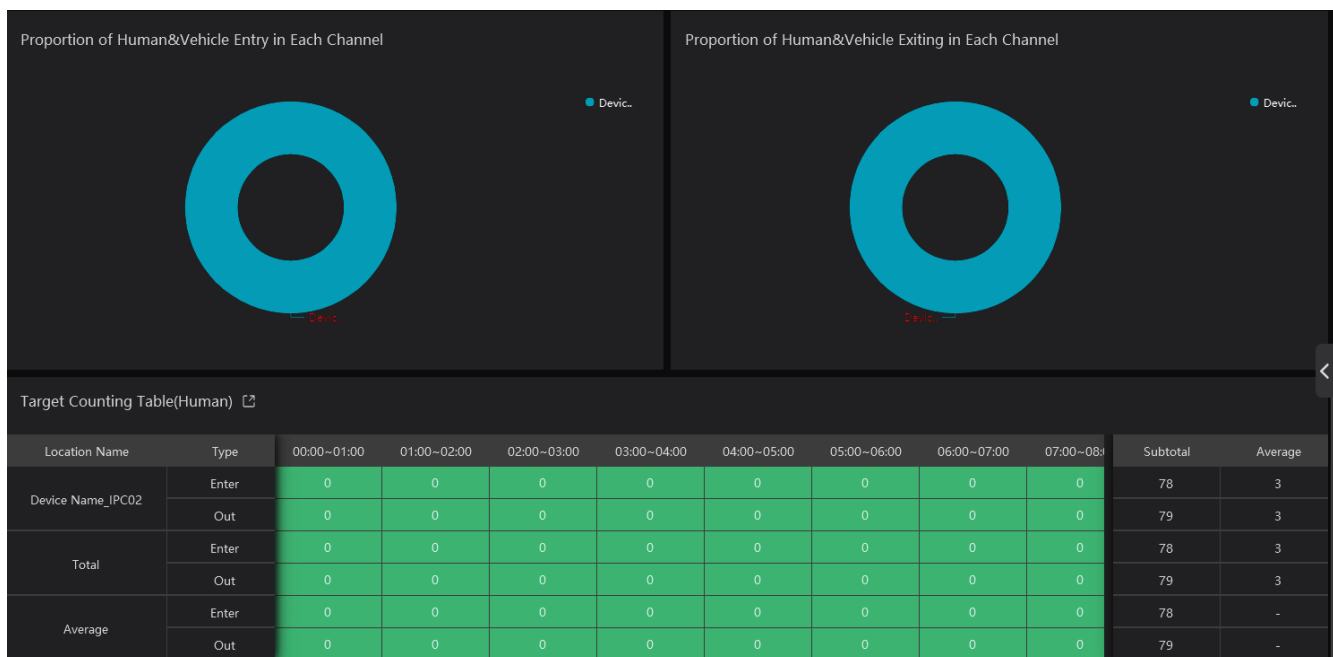 Proportion of Human&Vehicle Entry in Each Channel
Devic..
Devic..
Proportion of Human&Vehicle Exiting in Each Channel
Devic..
Devic..
Target Counting Table(Human)
Location Name Type 00:00~01:00 01:00~02:00 02:00~03:00 03:00~04:00 04:00~05:00 05:00~06:00 06:00~07:00 07:00~08:0 Subtotal Average
Device Name_IPC02 Enter 0 0 0 0 0 0 0 0 78 3
Out 0 0 0 0 0 0 0 0 79 3
Total Enter 0 0 0 0 0 0 0 0 78 3
Out 0 0 0 0 0 0 0 0 79 3
Average Enter 0 0 0 0 0 0 0 0 78 -
Out 0 0 0 0 0 0 0 0 79 -